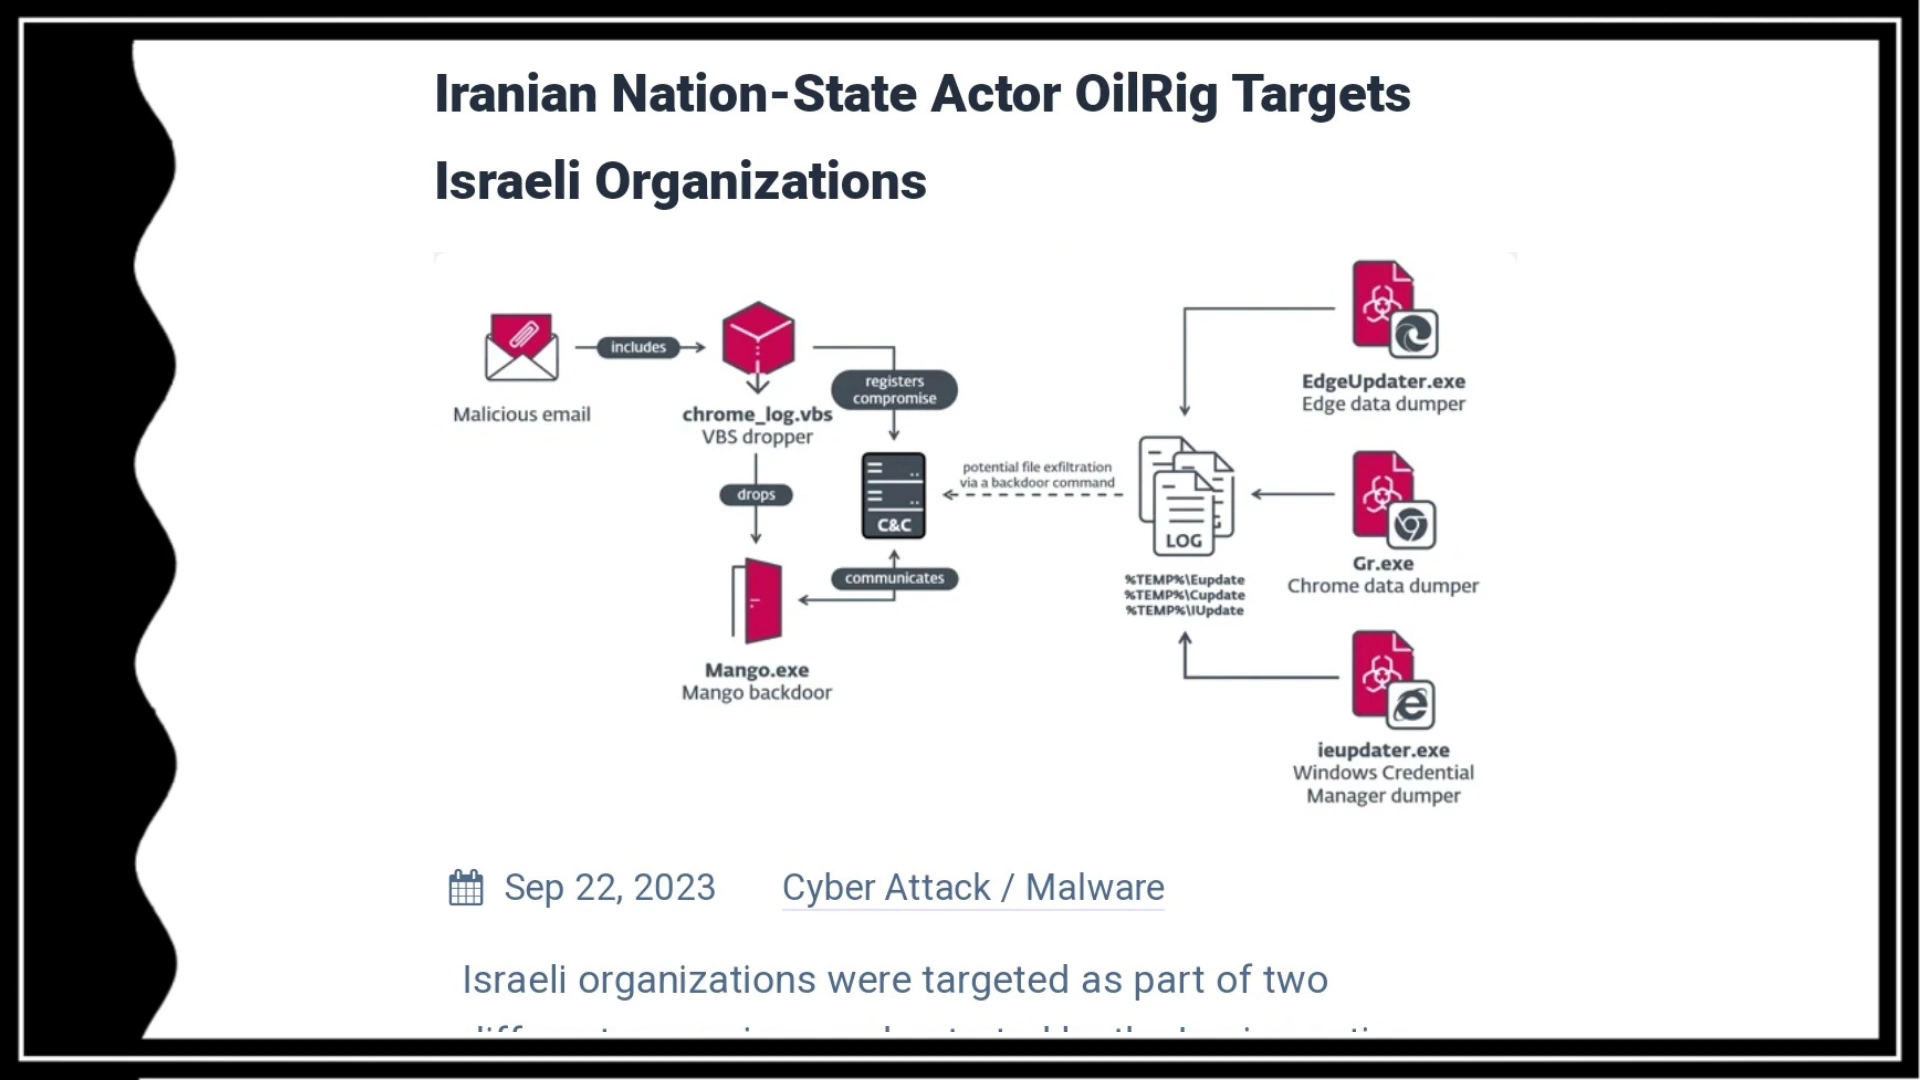 Iranian Nation-State Actor OilRig Targets
Israeli Organizations
Malicious email
includes
chrome_log.vbs
VBS dropper
registers
compromise
drops
C&C
communicates
Mango.exe
Mango backdoor
potential file exfiltration
via a backdoor command
LOG
%TEMP%\Eupdate
%TEMP%\Cupdate
%TEMP%\IUpdate
EdgeUpdater.exe
Edge data dumper
Gr.exe
Chrome data dumper
ieupdater.exe
Windows Credential
Manager dumper
Sep 22, 2023
Cyber Attack / Malware
Israeli organizations were targeted as part of two